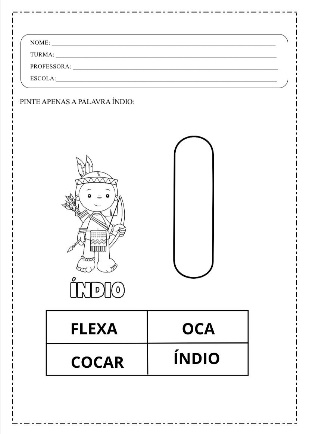 NOME:
TURMA:
PROFESSORA:
ESCOLA:
PINTE APENAS A PALAVRA ÍNDIO:
I
ÍNDIO
FLEXA OCA
COCAR ÍNDIO